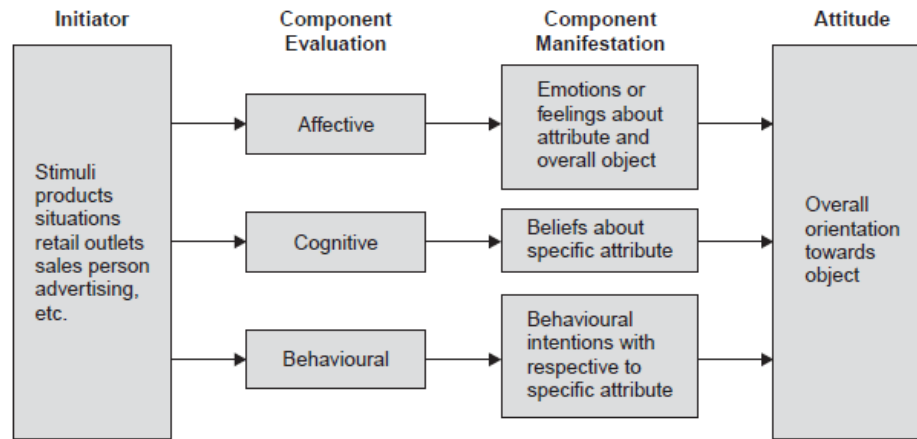 Initiator
Component
Evaluation
Component
Manifestation
Attitude
Stimuli
products
situations
retail outlets
sales person
advertising,
etc.
Affective
Emotions or
feelings about
attribute and
overall object
Cognitive
Beliefs about
specific attribute
Behavioural
Behavioural
intentions with
respective to
specific attribute
Overall
orientation
towards
object